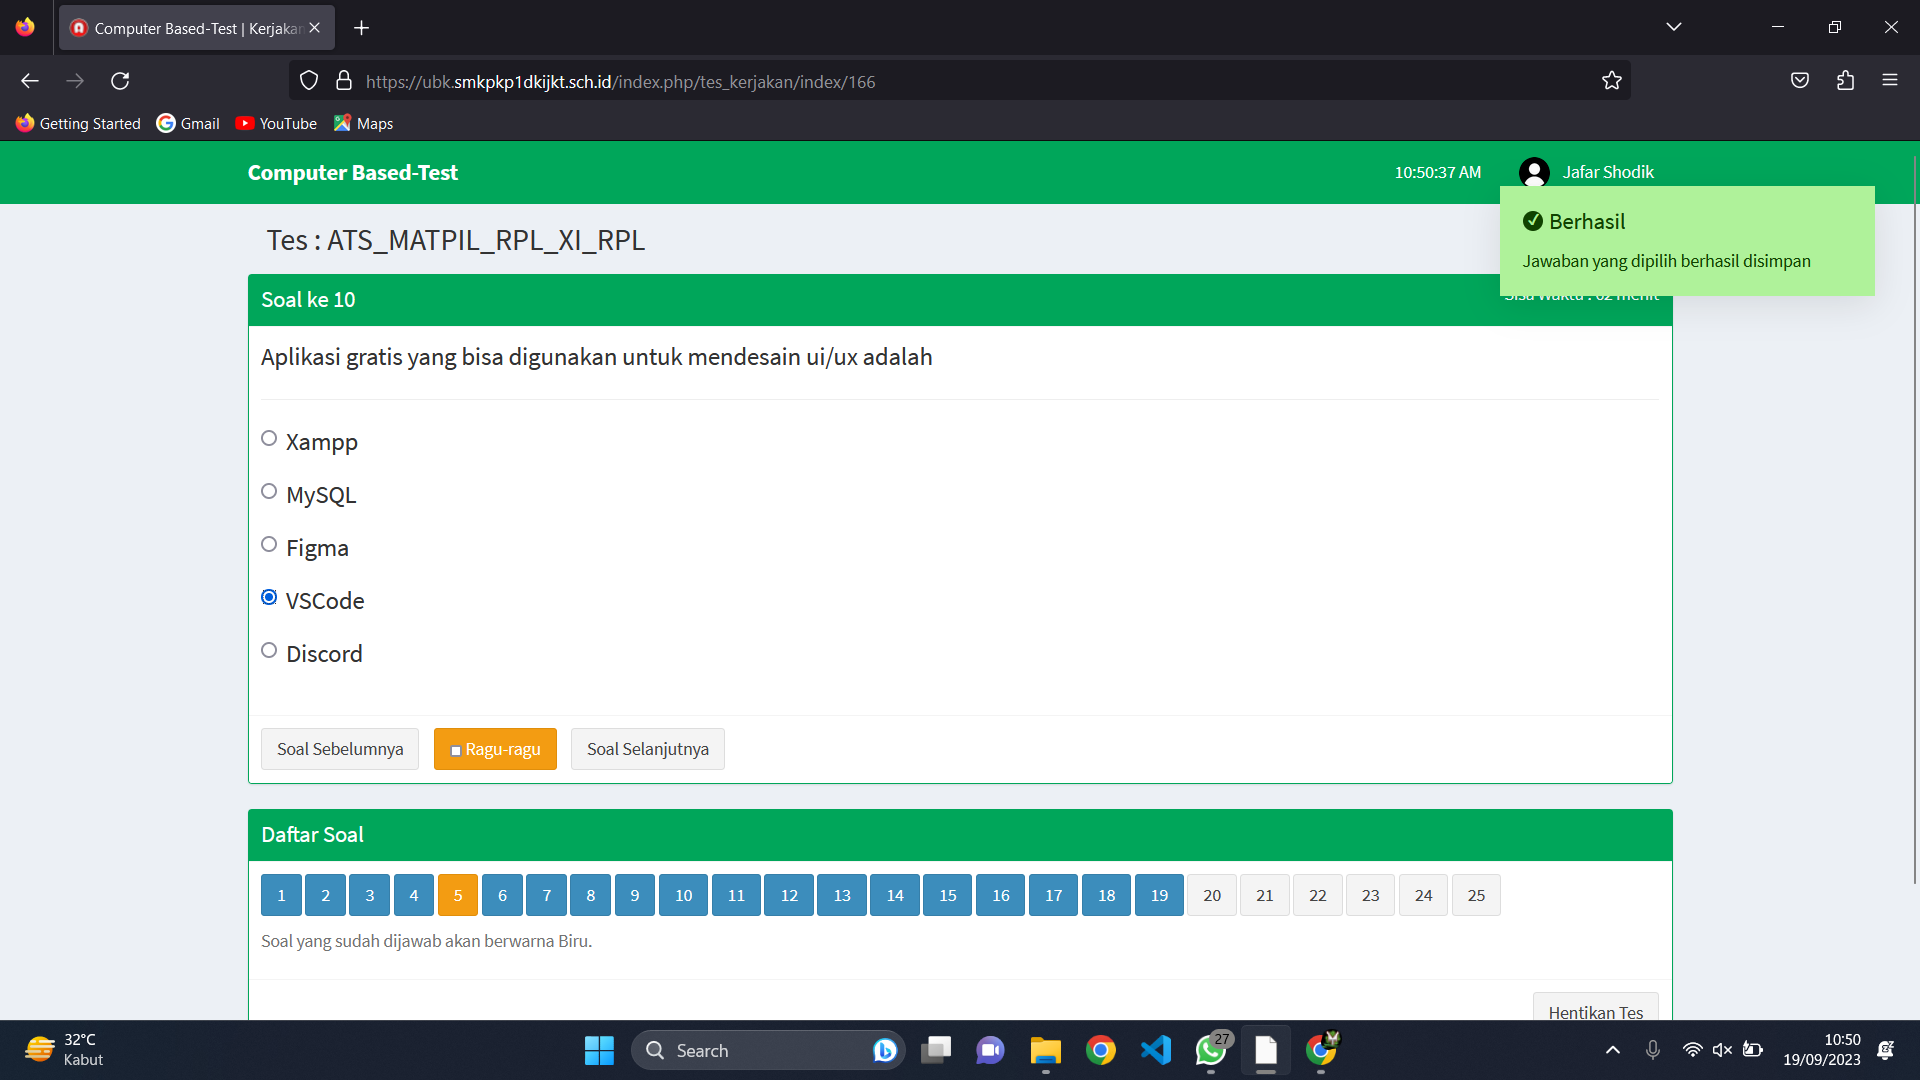 Computer Based-Test | Kerjakan
https://ubk.smkpkp1dkijkt.sch.id/index.php/tes_kerjakan/index/166
Getting Started Gmail YouTube Maps
Computer Based-Test 10:50:37 AM Jafar Shodik
Berhasil
Jawaban yang dipilih berhasil disimpan
Tes : ATS_MATPIL_RPL_XI_RPL
Soal ke 10 Sisa Waktu : 62 menit
Aplikasi gratis yang bisa digunakan untuk mendesain ui/ux adalah
Xampp
MySQL
Figma
VSCode
Discord
Soal Sebelumnya Ragu-ragu Soal Selanjutnya
Daftar Soal
1 2 3 4 5 6 7 8 9 10 11 12 13 14 15 16 17 18 19 20 21 22 23 24 25
Soal yang sudah dijawab akan berwarna Biru.
Hentikan Tes
32°C
Kabut
Search
27
10:50
19/09/2023